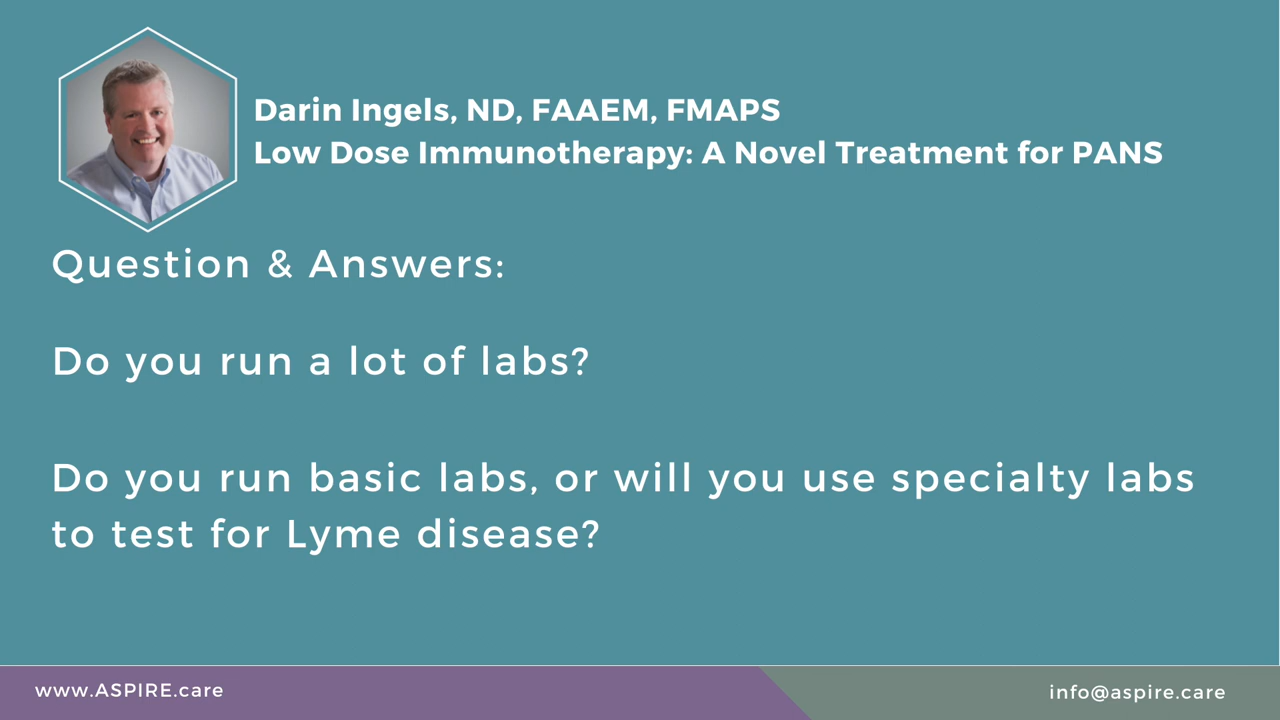 Darin Ingels, ND, FAAEM, FMAPS
Low Dose Immunotherapy: A Novel Treatment for PANS
Question & Answers:
Do you run a lot of labs?
Do you run basic labs, or will you use specialty labs
to test for Lyme disease?
www.ASPIRE.care
info@aspire.care